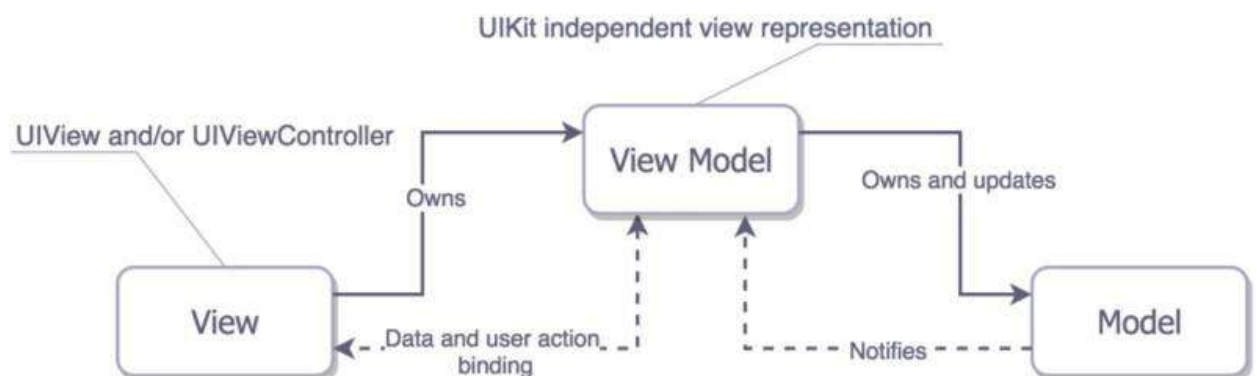 UIKit independent view representation
UIView and/or UIViewController
View Model
Owns and updates
Owns
View
Model
Data and user action
binding
Notifies